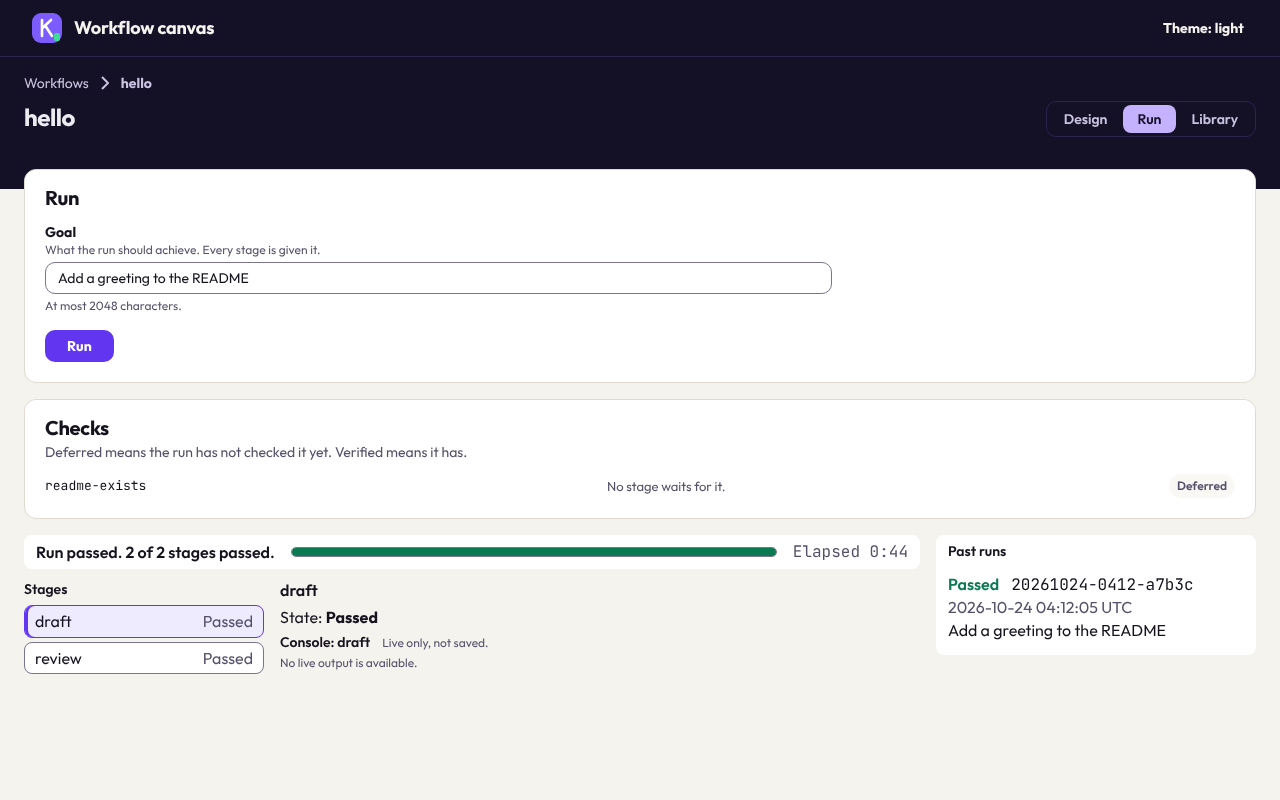 K Workflow canvas
Theme: light
Workflows hello
hello
Design Run Library
Run
Goal
What the run should achieve. Every stage is given it.
Add a greeting to the README
At most 2048 characters.
Run
Checks
Deferred means the run has not checked it yet. Verified means it has.
readme-exists No stage waits for it. Deferred
Run passed. 2 of 2 stages passed. Elapsed 0:44
Stages
draft Passed
review Passed
draft
State: Passed
Console: draft Live only, not saved.
No live output is available.
Past runs
Passed 20261024-0412-a7b3c
2026-10-24 04:12:05 UTC
Add a greeting to the README